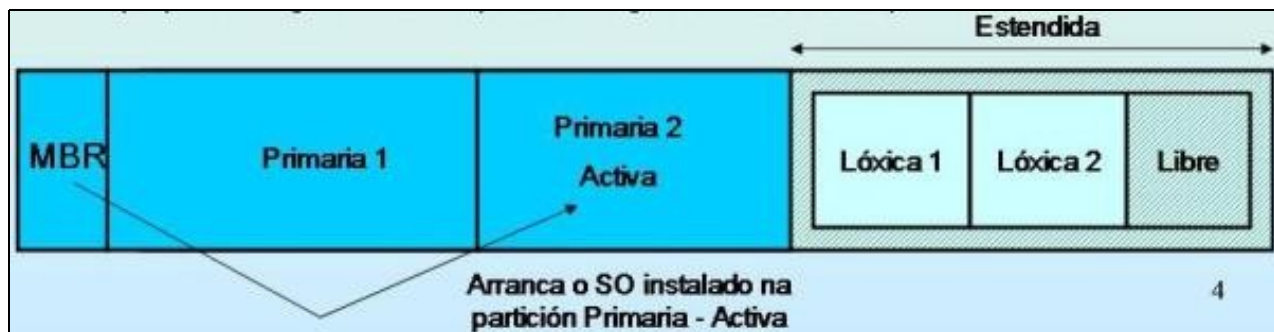 Estendida
MBR
Primaria 1
Primaria 2
Activa
Lóxica 1
Lóxica 2
Libre
Arranca o SO instalado na
partición Primaria - Activa
4